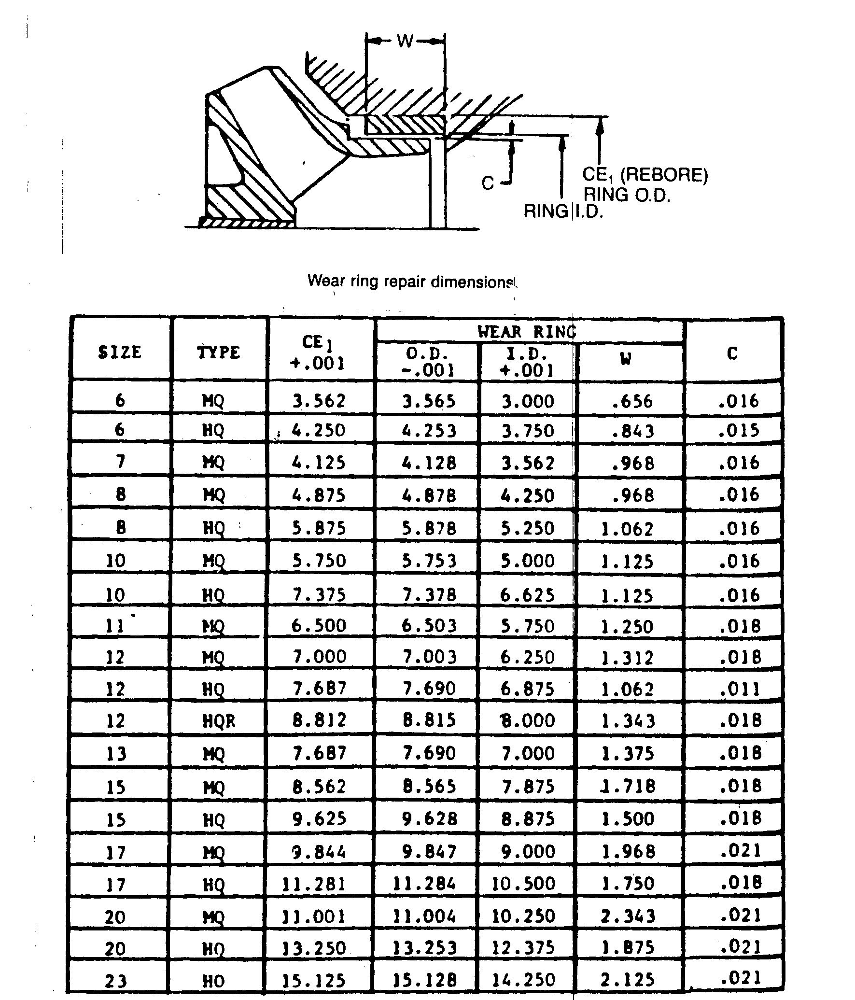 W
C
CE₁ (REBORE)
RING O.D.
RING I.D.
Wear ring repair dimensions
SIZE TYPE CE₁ +.001 WEAR RING C
O.D. -.001 I.D. +.001 W
6 MQ 3.562 3.565 3.000 .656 .016
6 HQ 4.250 4.253 3.750 .843 .015
7 MQ 4.125 4.128 3.562 .968 .016
8 MQ 4.875 4.878 4.250 .968 .016
8 HQ 5.875 5.878 5.250 1.062 .016
10 MQ 5.750 5.753 5.000 1.125 .016
10 HQ 7.375 7.378 6.625 1.125 .016
11 MQ 6.500 6.503 5.750 1.250 .018
12 MQ 7.000 7.003 6.250 1.312 .018
12 HQ 7.687 7.690 6.875 1.062 .011
12 HQR 8.812 8.815 8.000 1.343 .018
13 MQ 7.687 7.690 7.000 1.375 .018
15 MQ 8.562 8.565 7.875 1.718 .018
15 HQ 9.625 9.628 8.875 1.500 .018
17 MQ 9.844 9.847 9.000 1.968 .021
17 HQ 11.281 11.284 10.500 1.750 .018
20 MQ 11.001 11.004 10.250 2.343 .021
20 HQ 13.250 13.253 12.375 1.875 .021
23 HQ 15.125 15.128 14.250 2.125 .021